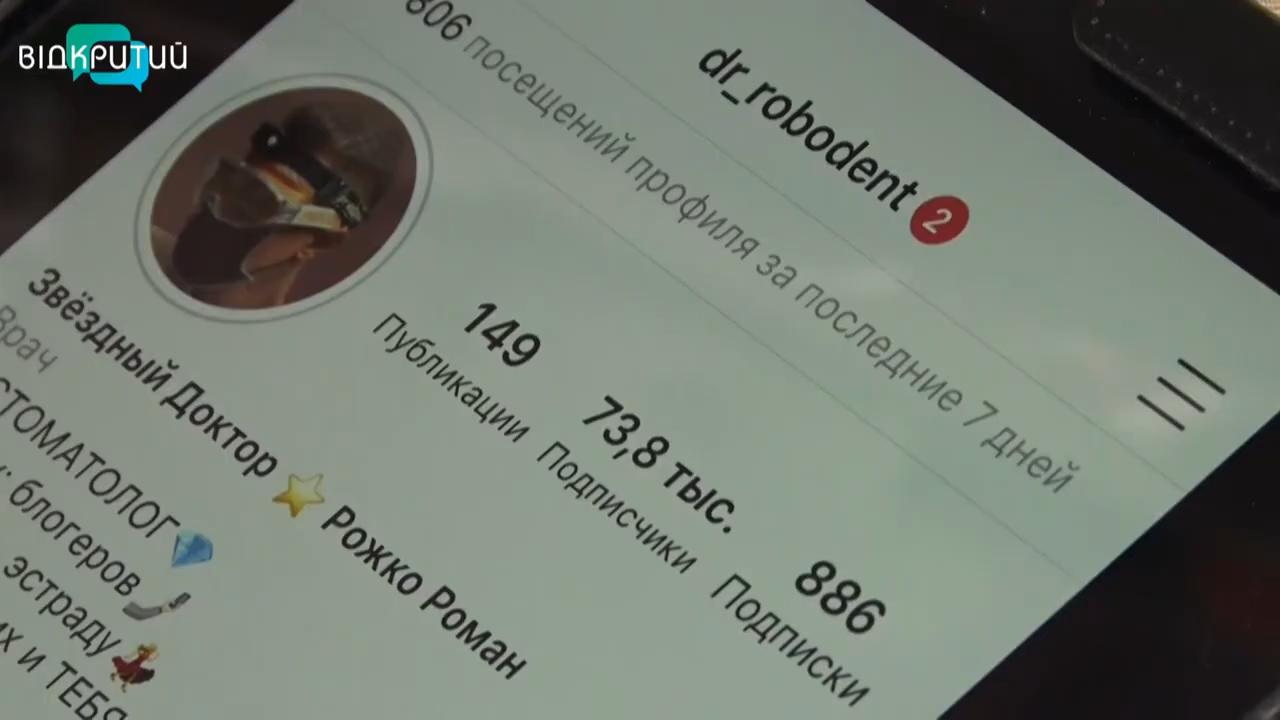 ВІДКРИТИЙ
dr_robodent 2
806 посещений профиля за последние 7 дней
149
Публикации
73,8 тыс.
Подписчики
886
Подписки
Звёздный Доктор ⭐ Рожко Роман
Врач
СТОМАТОЛОГ💎
блогеров🏒
эстраду💃
и ТЕБЯ